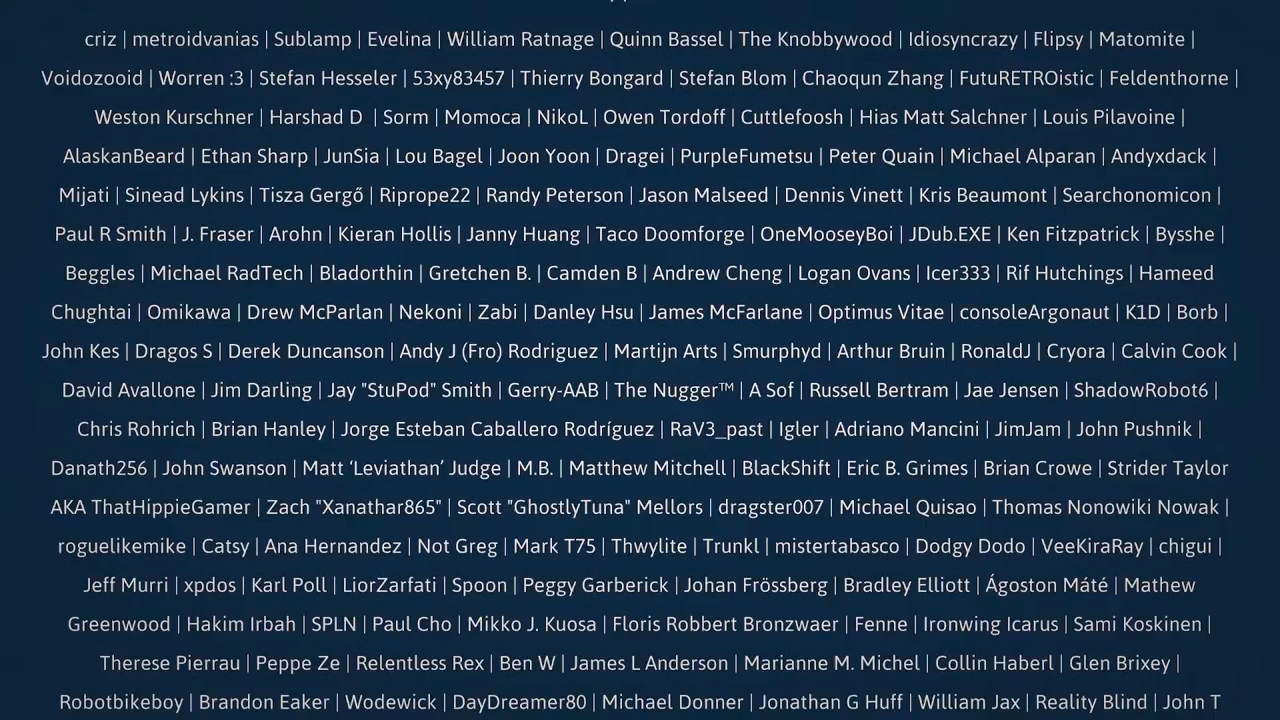 criz | metroidvanias | Sublamp | Evelina | William Ratnage | Quinn Bassel | The Knobbywood | Idiosyncrazy | Flipsy | Matomite |
Voidozooid | Worren :3 | Stefan Hesseler | 53xy83457 | Thierry Bongard | Stefan Blom | Chaoqun Zhang | FutuRETROistic | Feldenthorne |
Weston Kurschner | Harshad D | Sorm | Momoca | NikoL | Owen Tordoff | Cuttlefoosh | Hias Matt Salchner | Louis Pilavoine |
AlaskanBeard | Ethan Sharp | JunSia | Lou Bagel | Joon Yoon | Dragei | PurpleFumetsu | Peter Quain | Michael Alparan | Andyxdack |
Mijati | Sinead Lykins | Tisza Gergő | Riprope22 | Randy Peterson | Jason Malseed | Dennis Vinett | Kris Beaumont | Searchonomicon |
Paul R Smith | J. Fraser | Arohn | Kieran Hollis | Janny Huang | Taco Doomforge | OneMooseyBoi | JDub.EXE | Ken Fitzpatrick | Bysshe |
Beggles | Michael RadTech | Bladorthin | Gretchen B. | Camden B | Andrew Cheng | Logan Ovans | Icer333 | Rif Hutchings | Hameed
Chughtai | Omikawa | Drew McParlan | Nekoni | Zabi | Danley Hsu | James McFarlane | Optimus Vitae | consoleArgonaut | K1D | Borb |
John Kes | Dragos S | Derek Duncanson | Andy J (Fro) Rodriguez | Martijn Arts | Smurphyd | Arthur Bruin | RonaldJ | Cryora | Calvin Cook |
David Avallone | Jim Darling | Jay "StuPod" Smith | Gerry-AAB | The Nugger™ | A Sof | Russell Bertram | Jae Jensen | ShadowRobot6 |
Chris Rohrich | Brian Hanley | Jorge Esteban Caballero Rodríguez | RaV3_past | Igler | Adriano Mancini | JimJam | John Pushnik |
Danath256 | John Swanson | Matt ‘Leviathan’ Judge | M.B. | Matthew Mitchell | BlackShift | Eric B. Grimes | Brian Crowe | Strider Taylor
AKA ThatHippieGamer | Zach "Xanathar865" | Scott "GhostlyTuna" Mellors | dragster007 | Michael Quisao | Thomas Nonowiki Nowak |
roguelikemike | Catsy | Ana Hernandez | Not Greg | Mark T75 | Thwylite | Trunkl | mistertabasco | Dodgy Dodo | VeeKiraRay | chigui |
Jeff Murri | xpdos | Karl Poll | LiorZarfati | Spoon | Peggy Garberick | Johan Frössberg | Bradley Elliott | Ágoston Máté | Mathew
Greenwood | Hakim Irbah | SPLN | Paul Cho | Mikko J. Kuosa | Floris Robbert Bronzwaer | Fenne | Ironwing Icarus | Sami Koskinen |
Therese Pierrau | Peppe Ze | Relentless Rex | Ben W | James L Anderson | Marianne M. Michel | Collin Haberl | Glen Brixey |
Robotbikeboy | Brandon Eaker | Wodewick | DayDreamer80 | Michael Donner | Jonathan G Huff | William Jax | Reality Blind | John T